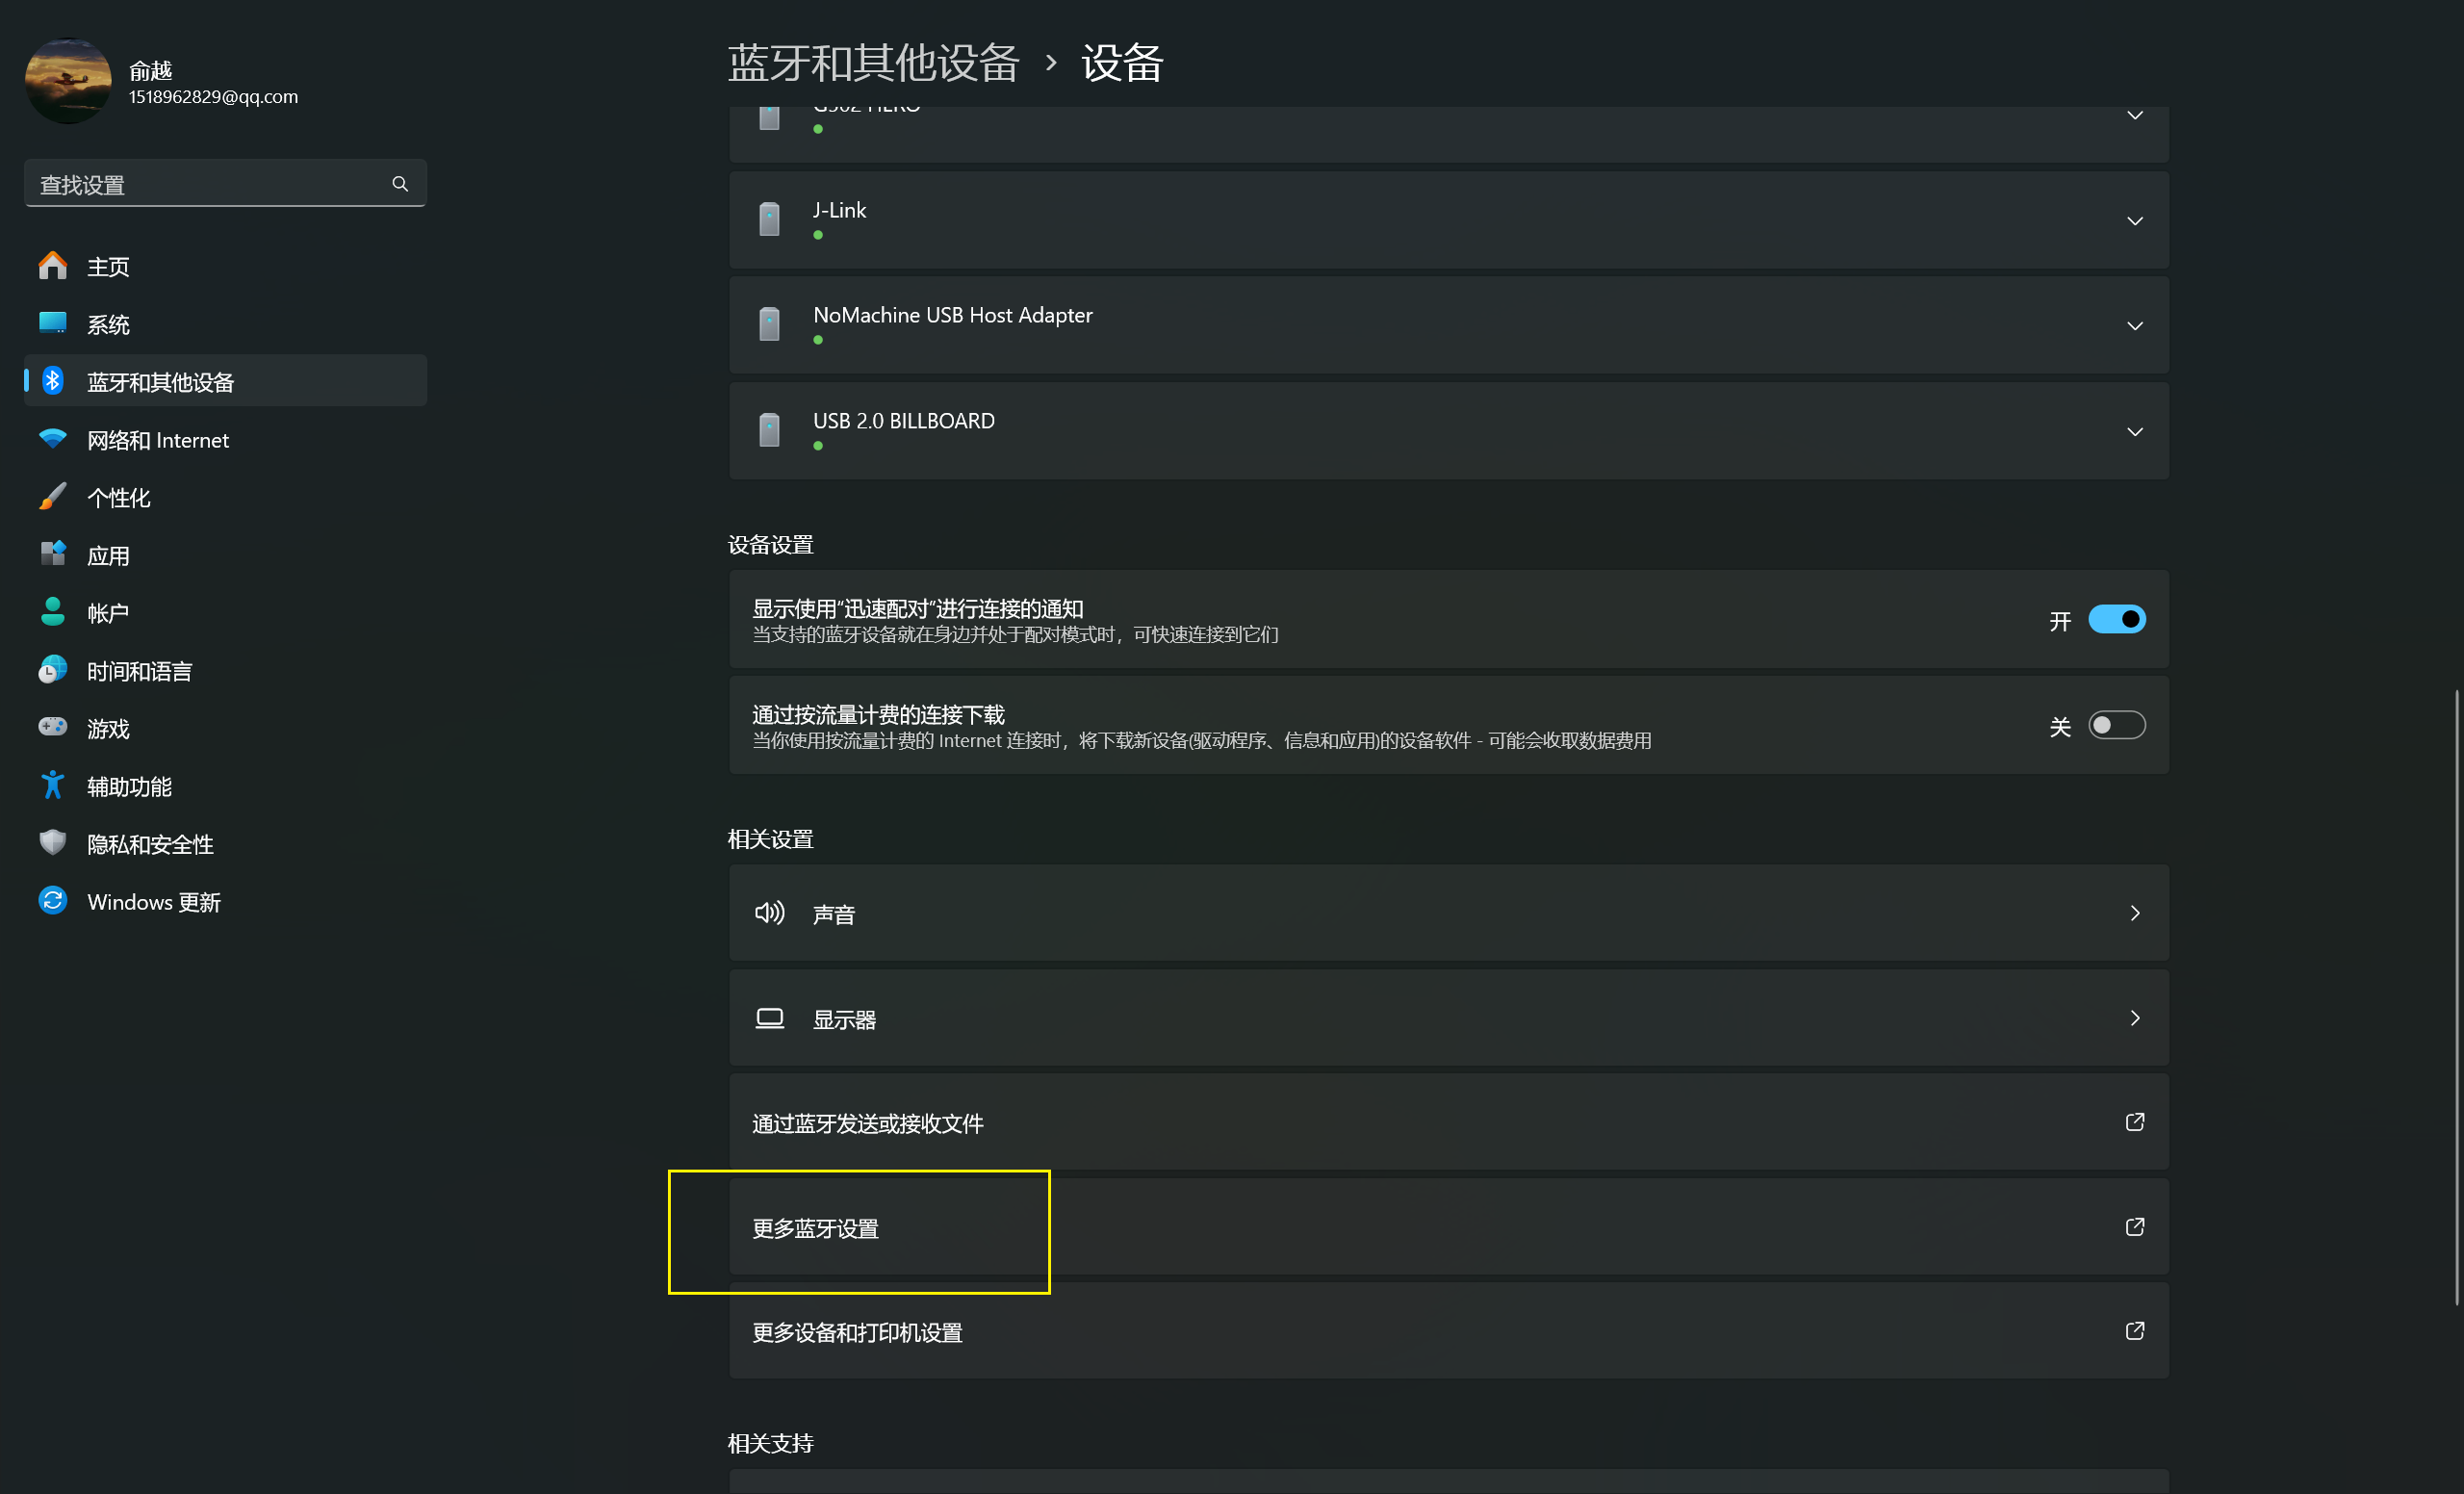 俞越
1518962829@qq.com
查找设置
主页
系统
蓝牙和其他设备
网络和 Internet
个性化
应用
帐户
时间和语言
游戏
辅助功能
隐私和安全性
Windows 更新
蓝牙和其他设备 › 设备
G502 HERO
J-Link
NoMachine USB Host Adapter
USB 2.0 BILLBOARD
设备设置
显示使用“迅速配对”进行连接的通知
当支持的蓝牙设备就在身边并处于配对模式时，可快速连接到它们
开
通过按流量计费的连接下载
当你使用按流量计费的 Internet 连接时，将下载新设备(驱动程序、信息和应用)的设备软件 - 可能会收取数据费用
关
相关设置
声音
显示器
通过蓝牙发送或接收文件
更多蓝牙设置
更多设备和打印机设置
相关支持